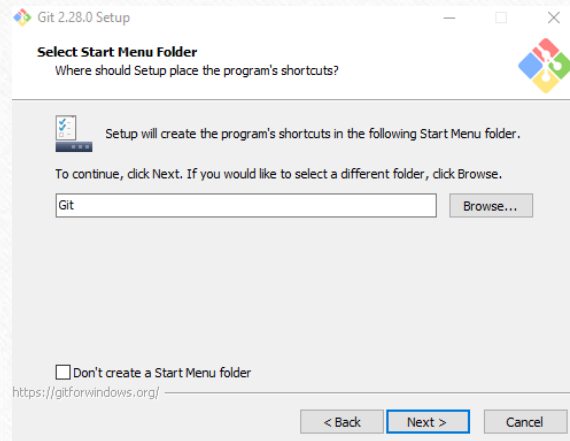 Git 2.28.0 Setup
Select Start Menu Folder
Where should Setup place the program's shortcuts?
Setup will create the program's shortcuts in the following Start Menu folder.
To continue, click Next. If you would like to select a different folder, click Browse.
Git
Browse...
Don't create a Start Menu folder
https://gitforwindows.org/
< Back
Next >
Cancel